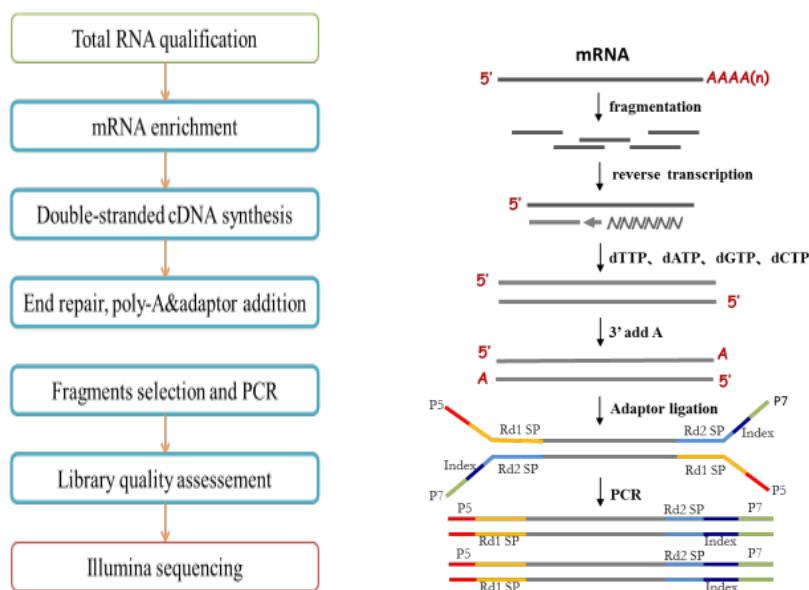 Total RNA qualification
mRNA enrichment
Double-stranded cDNA synthesis
End repair, poly-A&adaptor addition
Fragments selection and PCR
Library quality assessement
Illumina sequencing
mRNA
5’ AAAA(n)
fragmentation
reverse transcription
5’ NNNNNN
dTTP、dATP、dGTP、dCTP
5’
5’
3’ add A
5’ A
A 5’
Adaptor ligation
P5 P7
Rd1 SP Rd2 SP Index
Index Rd2 SP Rd1 SP
P7 P5
PCR
P5 Rd2 SP P7
Rd1 SP Index
P5 Rd2 SP P7
Rd1 SP Index